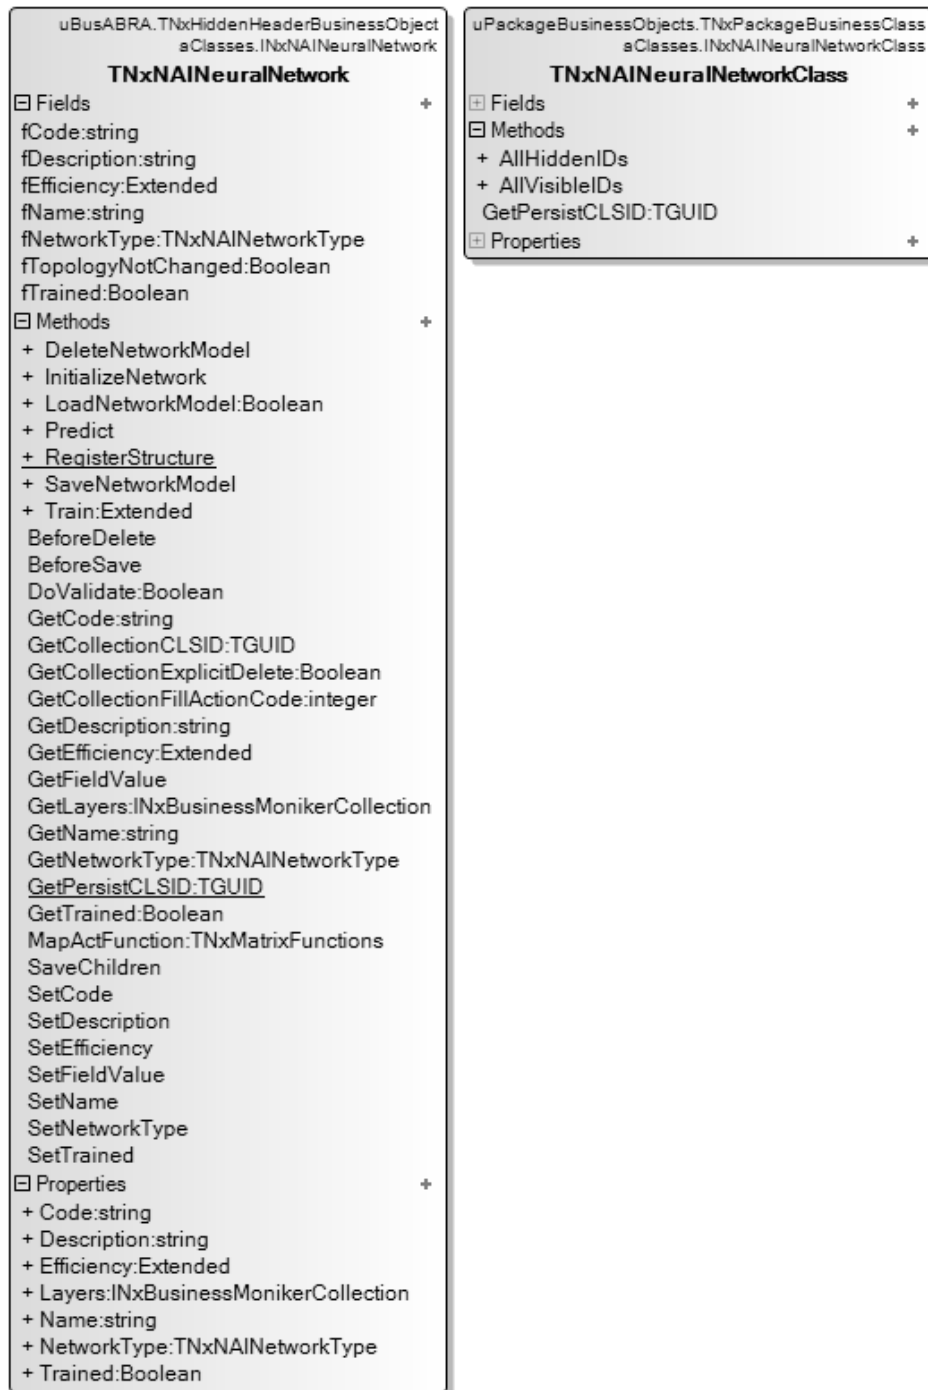 uBusABRA.TNxHiddenHeaderBusinessObject
aClasses.INxNAINeuralNetwork
TNxNAINeuralNetwork
Fields +
fCode:string
fDescription:string
fEfficiency:Extended
fName:string
fNetworkType:TNxNAINetworkType
fTopologyNotChanged:Boolean
fTrained:Boolean
Methods +
+ DeleteNetworkModel
+ InitializeNetwork
+ LoadNetworkModel:Boolean
+ Predict
+ RegisterStructure
+ SaveNetworkModel
+ Train:Extended
BeforeDelete
BeforeSave
DoValidate:Boolean
GetCode:string
GetCollectionCLSID:TGUID
GetCollectionExplicitDelete:Boolean
GetCollectionFillActionCode:integer
GetDescription:string
GetEfficiency:Extended
GetFieldValue
GetLayers:INxBusinessMonikerCollection
GetName:string
GetNetworkType:TNxNAINetworkType
GetPersistCLSID:TGUID
GetTrained:Boolean
MapActFunction:TNxMatrixFunctions
SaveChildren
SetCode
SetDescription
SetEfficiency
SetFieldValue
SetName
SetNetworkType
SetTrained
Properties +
+ Code:string
+ Description:string
+ Efficiency:Extended
+ Layers:INxBusinessMonikerCollection
+ Name:string
+ NetworkType:TNxNAINetworkType
+ Trained:Boolean
uPackageBusinessObjects.TNxPackageBusinessClass
aClasses.INxNAINeuralNetworkClass
TNxNAINeuralNetworkClass
Fields +
Methods +
+ AllHiddenIDs
+ AllVisibleIDs
GetPersistCLSID:TGUID
Properties +